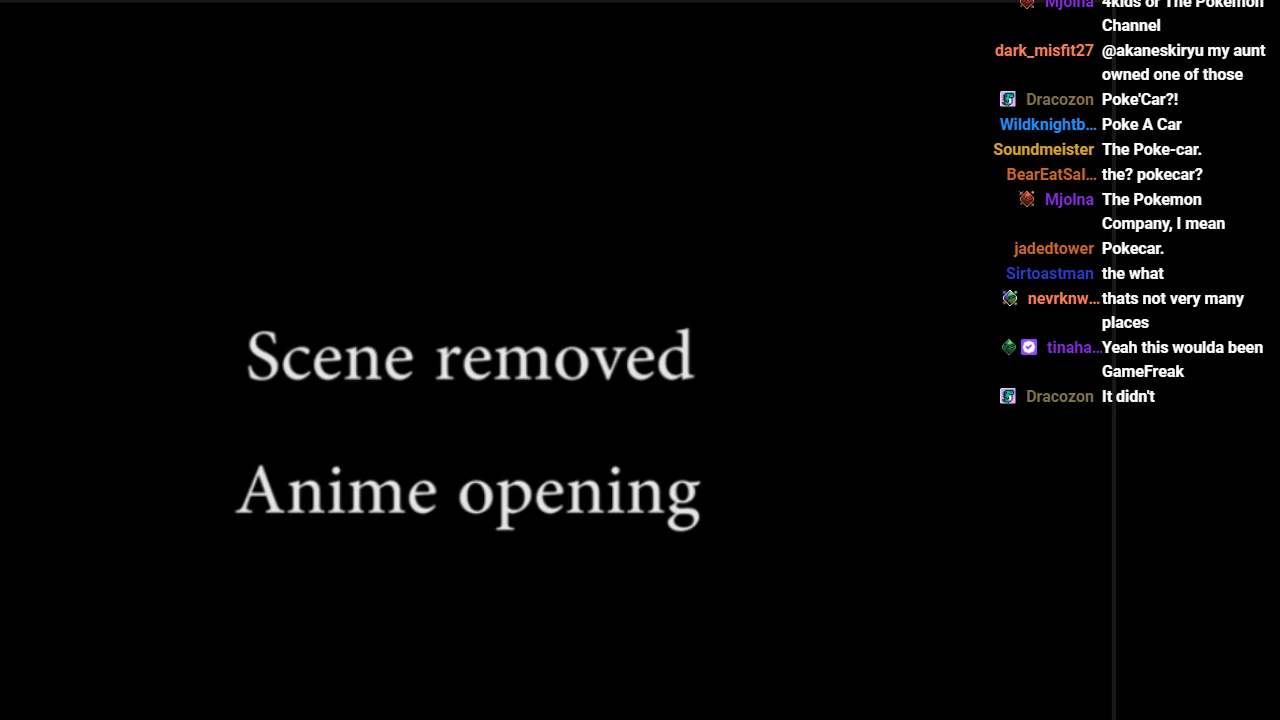 Mjolna 4kids or The Pokemon
Channel
dark_misfit27 @akaneskiryu my aunt
owned one of those
Dracozon Poke'Car?!
Wildknightb… Poke A Car
Soundmeister The Poke-car.
BearEatSal… the? pokecar?
Mjolna The Pokemon
Company, I mean
jadedtower Pokecar.
Sirtoastman the what
nevrknw… thats not very many
places
tinaha… Yeah this woulda been
GameFreak
Dracozon It didn't
Scene removed
Anime opening